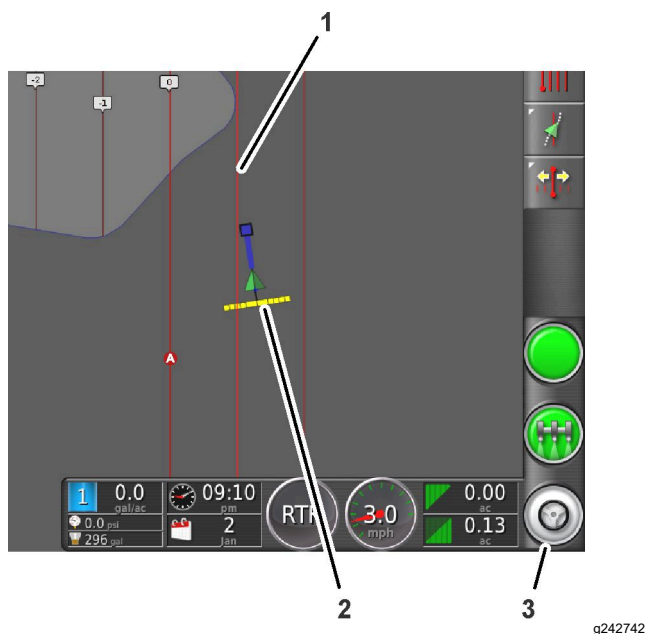 1
-2
-1
0
A
1 0.0 gal/ac
0.0 psi
296 gal
09:10 pm
2 Jan
RTK
3.0 mph
0.00 ac
0.13 ac
2
3
g242742